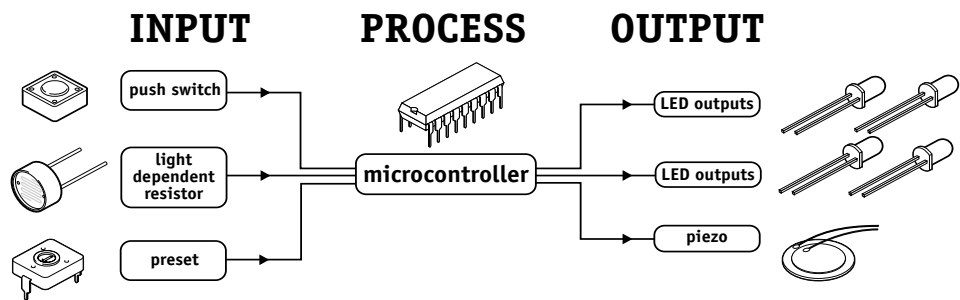 INPUT
PROCESS
OUTPUT
push switch
light
dependent
resistor
preset
microcontroller
LED outputs
LED outputs
piezo